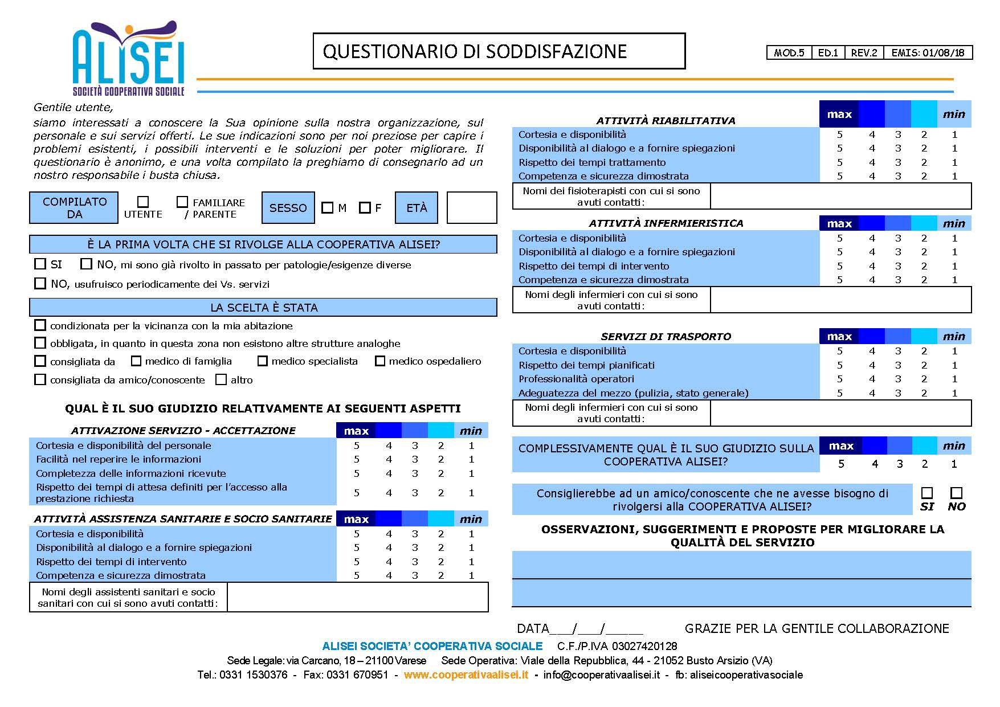 ALISEI
SOCIETÀ COOPERATIVA SOCIALE
QUESTIONARIO DI SODDISFAZIONE
MOD.5 ED.1 REV.2 EMIS: 01/08/18
Gentile utente,
siamo interessati a conoscere la Sua opinione sulla nostra organizzazione, sul
personale e sui servizi offerti. Le sue indicazioni sono per noi preziose per capire i
problemi esistenti, i possibili interventi e le soluzioni per poter migliorare. Il
questionario è anonimo, e una volta compilato la preghiamo di consegnarlo ad un
nostro responsabile i busta chiusa.
COMPILATO
DA
UTENTE
FAMILIARE
/ PARENTE
SESSO
M
F
ETÀ
È LA PRIMA VOLTA CHE SI RIVOLGE ALLA COOPERATIVA ALISEI?
SI NO, mi sono già rivolto in passato per patologie/esigenze diverse
NO, usufruisco periodicamente dei Vs. servizi
LA SCELTA È STATA
condizionata per la vicinanza con la mia abitazione
obbligata, in quanto in questa zona non esistono altre strutture analoghe
consigliata da medico di famiglia medico specialista medico ospedaliero
consigliata da amico/conoscente altro
QUAL È IL SUO GIUDIZIO RELATIVAMENTE AI SEGUENTI ASPETTI
ATTIVAZIONE SERVIZIO - ACCETTAZIONE max min
Cortesia e disponibilità del personale 5 4 3 2 1
Facilità nel reperire le informazioni 5 4 3 2 1
Completezza delle informazioni ricevute 5 4 3 2 1
Rispetto dei tempi di attesa definiti per l'accesso alla
prestazione richiesta 5 4 3 2 1
ATTIVITÀ ASSISTENZA SANITARIE E SOCIO SANITARIE max min
Cortesia e disponibilità 5 4 3 2 1
Disponibilità al dialogo e a fornire spiegazioni 5 4 3 2 1
Rispetto dei tempi di intervento 5 4 3 2 1
Competenza e sicurezza dimostrata 5 4 3 2 1
Nomi degli assistenti sanitari e socio
sanitari con cui si sono avuti contatti:
ATTIVITÀ RIABILITATIVA max min
Cortesia e disponibilità 5 4 3 2 1
Disponibilità al dialogo e a fornire spiegazioni 5 4 3 2 1
Rispetto dei tempi trattamento 5 4 3 2 1
Competenza e sicurezza dimostrata 5 4 3 2 1
Nomi dei fisioterapisti con cui si sono
avuti contatti:
ATTIVITÀ INFERMIERISTICA max min
Cortesia e disponibilità 5 4 3 2 1
Disponibilità al dialogo e a fornire spiegazioni 5 4 3 2 1
Rispetto dei tempi di intervento 5 4 3 2 1
Competenza e sicurezza dimostrata 5 4 3 2 1
Nomi degli infermieri con cui si sono
avuti contatti:
SERVIZI DI TRASPORTO max min
Cortesia e disponibilità 5 4 3 2 1
Rispetto dei tempi pianificati 5 4 3 2 1
Professionalità operatori 5 4 3 2 1
Adeguatezza del mezzo (pulizia, stato generale) 5 4 3 2 1
Nomi degli infermieri con cui si sono
avuti contatti:
COMPLESSIVAMENTE QUAL È IL SUO GIUDIZIO SULLA max min
COOPERATIVA ALISEI? 5 4 3 2 1
Consiglierebbe ad un amico/conoscente che ne avesse bisogno di
rivolgersi alla COOPERATIVA ALISEI? SI NO
OSSERVAZIONI, SUGGERIMENTI E PROPOSTE PER MIGLIORARE LA
QUALITÀ DEL SERVIZIO
DATA___/___/_____ GRAZIE PER LA GENTILE COLLABORAZIONE
ALISEI SOCIETA' COOPERATIVA SOCIALE C.F./P.IVA 03027420128
Sede Legale: via Carcano, 18 – 21100 Varese Sede Operativa: Viale della Repubblica, 44 - 21052 Busto Arsizio (VA)
Tel.: 0331 1530376 - Fax: 0331 670951 - www.cooperativaalisei.it - info@cooperativaalisei.it - fb: aliseicooperativasociale